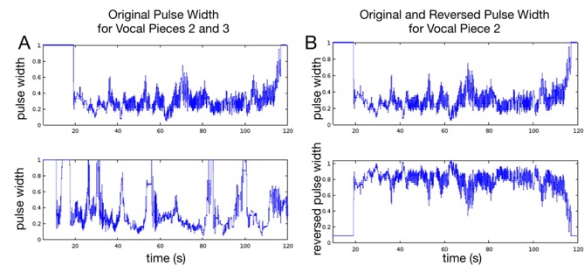 Original Pulse Width
for Vocal Pieces 2 and 3
Original and Reversed Pulse Width
for Vocal Piece 2
A
B
pulse width
1
0.8
0.6
0.4
0.2
0
20 40 60 80 100 120
pulse width
1
0.8
0.6
0.4
0.2
0
20 40 60 80 100 120
pulse width
1
0.8
0.6
0.4
0.2
0
20 40 60 80 100 120
time (s)
reversed pulse width
1
0.8
0.6
0.4
0.2
0
20 40 60 80 100 120
time (s)